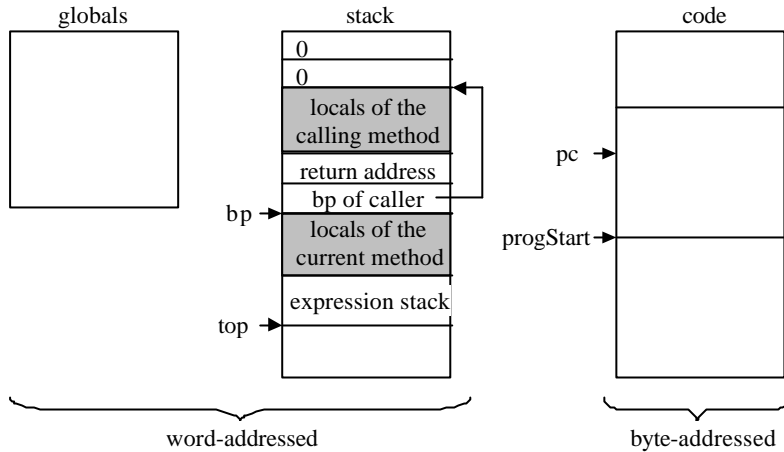 globals
stack
code
0
0
locals of the
calling method
return address
bp of caller
bp
locals of the
current method
expression stack
top
pc
progStart
word-addressed
byte-addressed